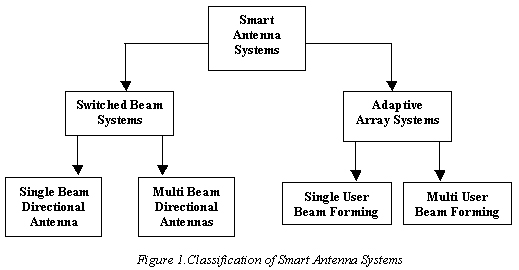 Smart
Antenna
Systems
Switched Beam
Systems
Adaptive
Array Systems
Single Beam
Directional
Antenna
Multi Beam
Directional
Antennas
Single User
Beam Forming
Multi User
Beam Forming
Figure 1.Classification of Smart Antenna Systems